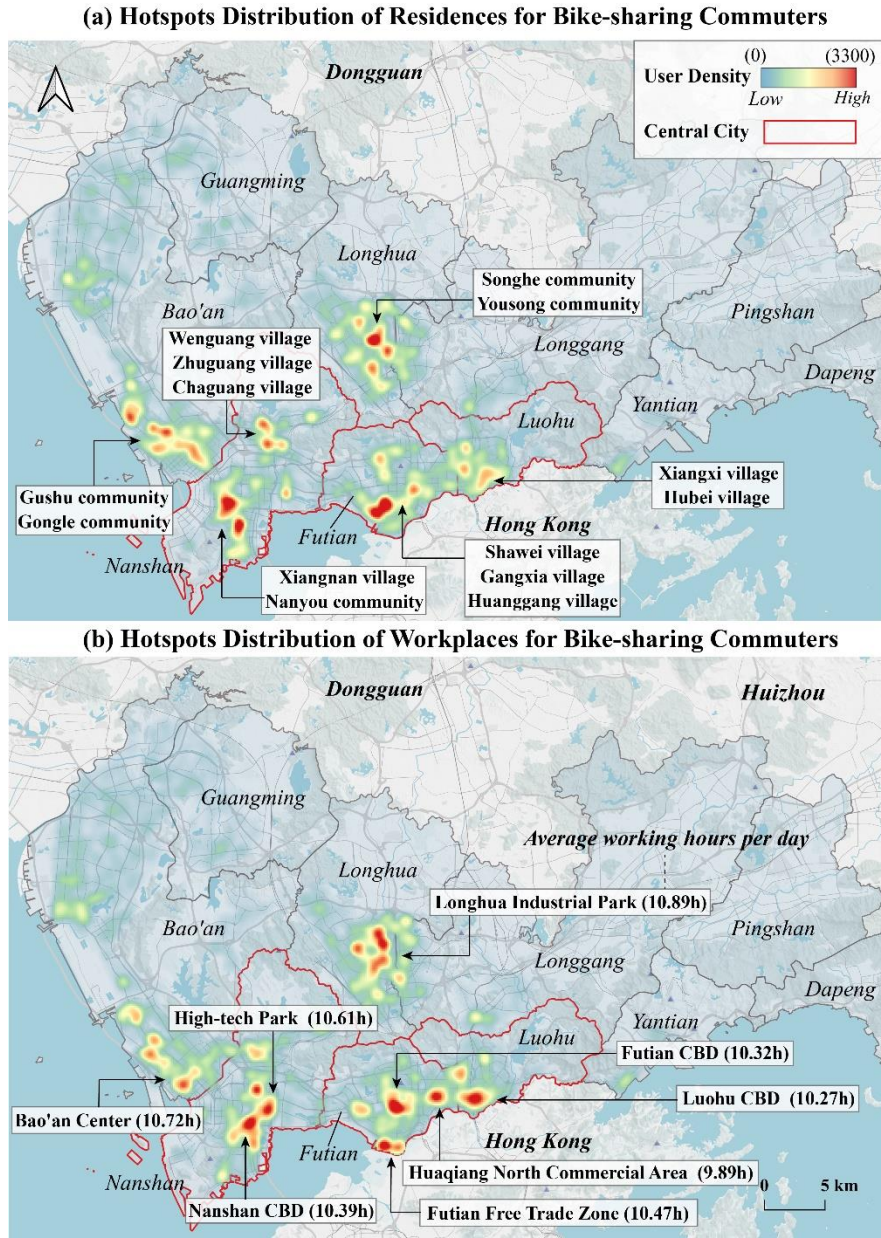 (a) Hotspots Distribution of Residences for Bike-sharing Commuters
Dongguan
(0) (3300)
User Density
Low High
Central City
Guangming
Longhua
Songhe community
Yousong community
Bao'an
Wenguang village
Zhuguang village
Chaguang village
Longgang
Pingshan
Dapeng
Yantian
Luohu
Gushu community
Gongle community
Xiangxi village
Hubei village
Futian
Hong Kong
Nanshan
Shawei village
Gangxia village
Huanggang village
Xiangnan village
Nanyou community
(b) Hotspots Distribution of Workplaces for Bike-sharing Commuters
Dongguan
Huizhou
Guangming
Average working hours per day
Longhua
Longhua Industrial Park (10.89h)
Bao'an
Pingshan
Longgang
Dapeng
High-tech Park (10.61h)
Yantian
Luohu
Futian CBD (10.32h)
Luohu CBD (10.27h)
Bao'an Center (10.72h)
Futian
Hong Kong
Huaqiang North Commercial Area (9.89h)
Nanshan
Nanshan CBD (10.39h)
Futian Free Trade Zone (10.47h)
0 5 km